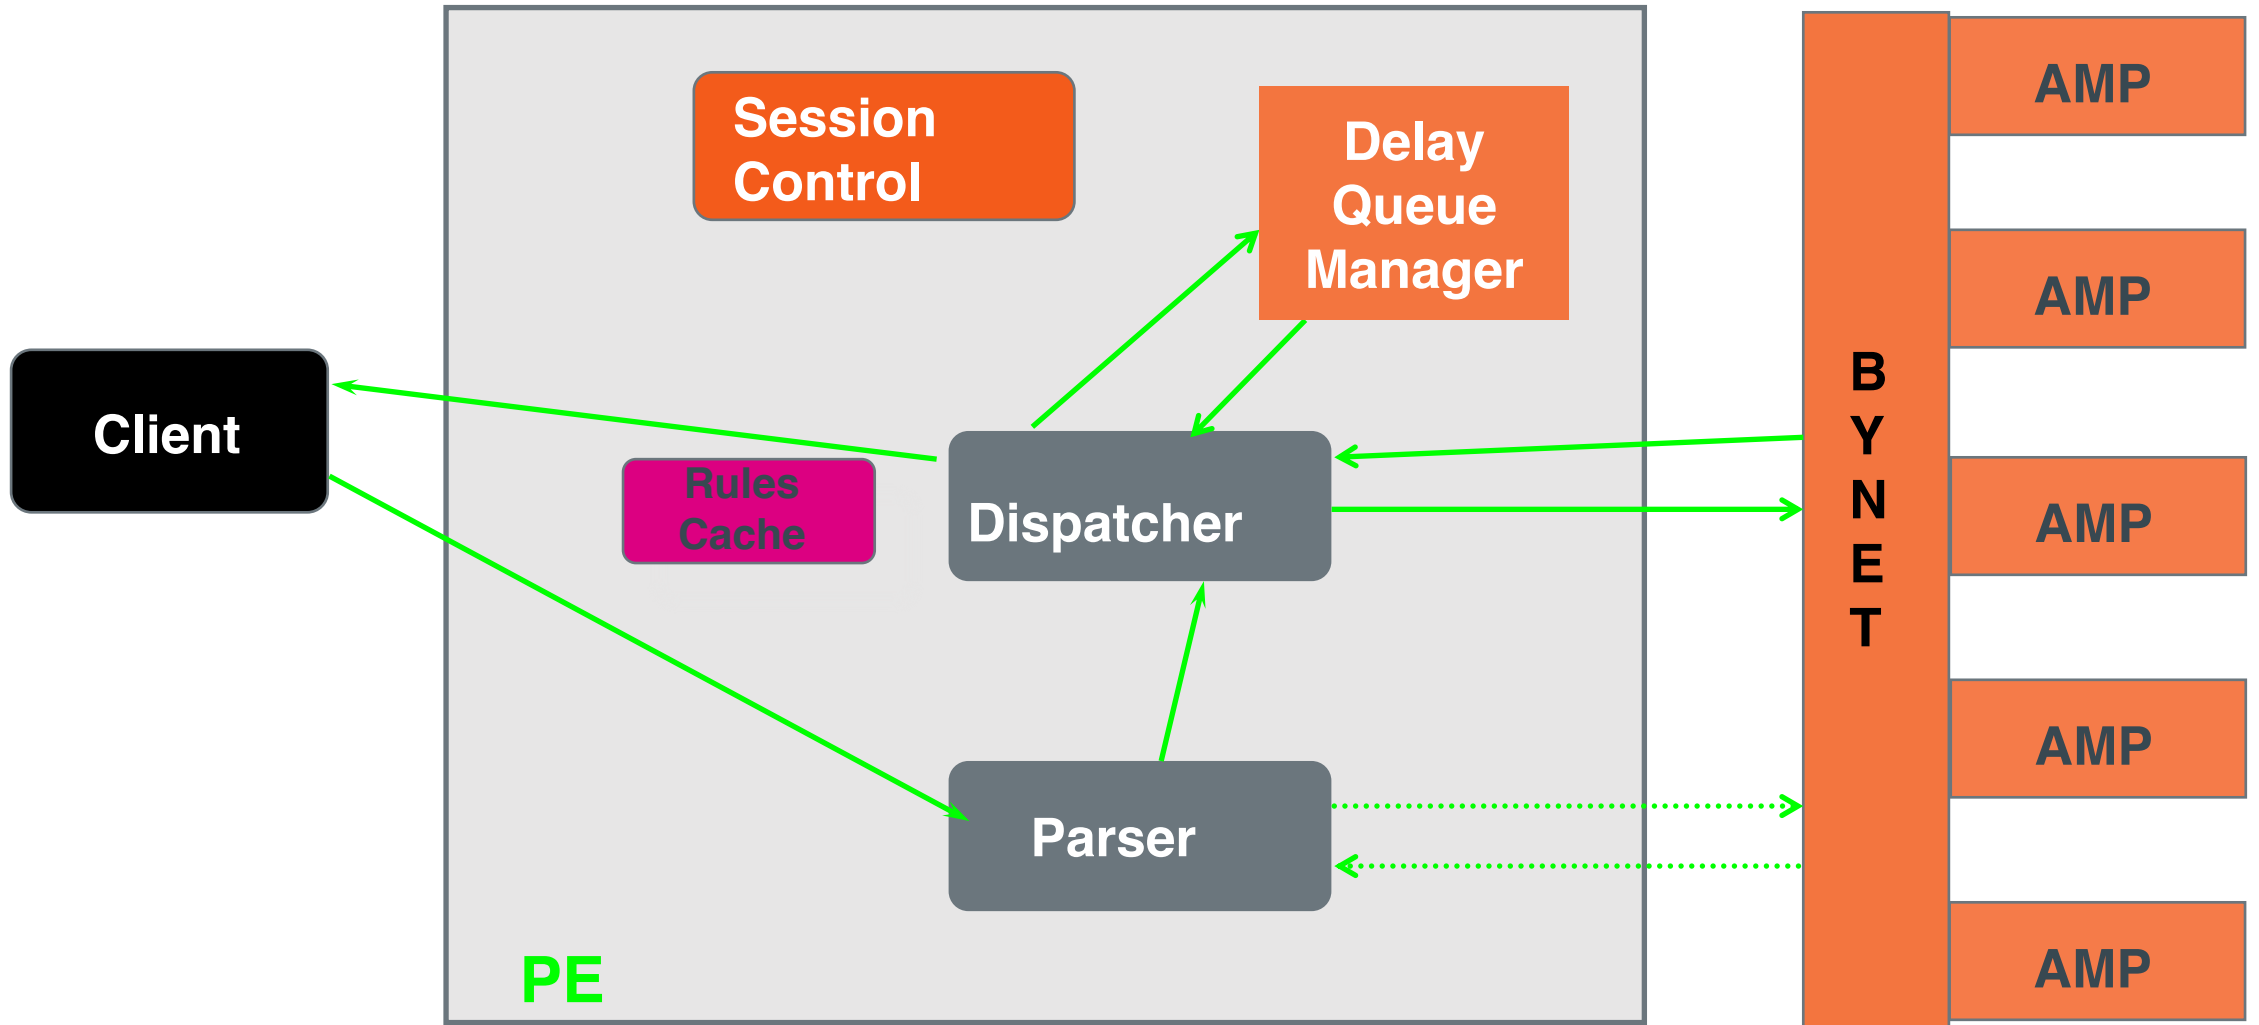 Session
Control
Delay
Queue
Manager
Client
Rules
Cache
Dispatcher
Parser
PE
B
Y
N
E
T
AMP
AMP
AMP
AMP
AMP